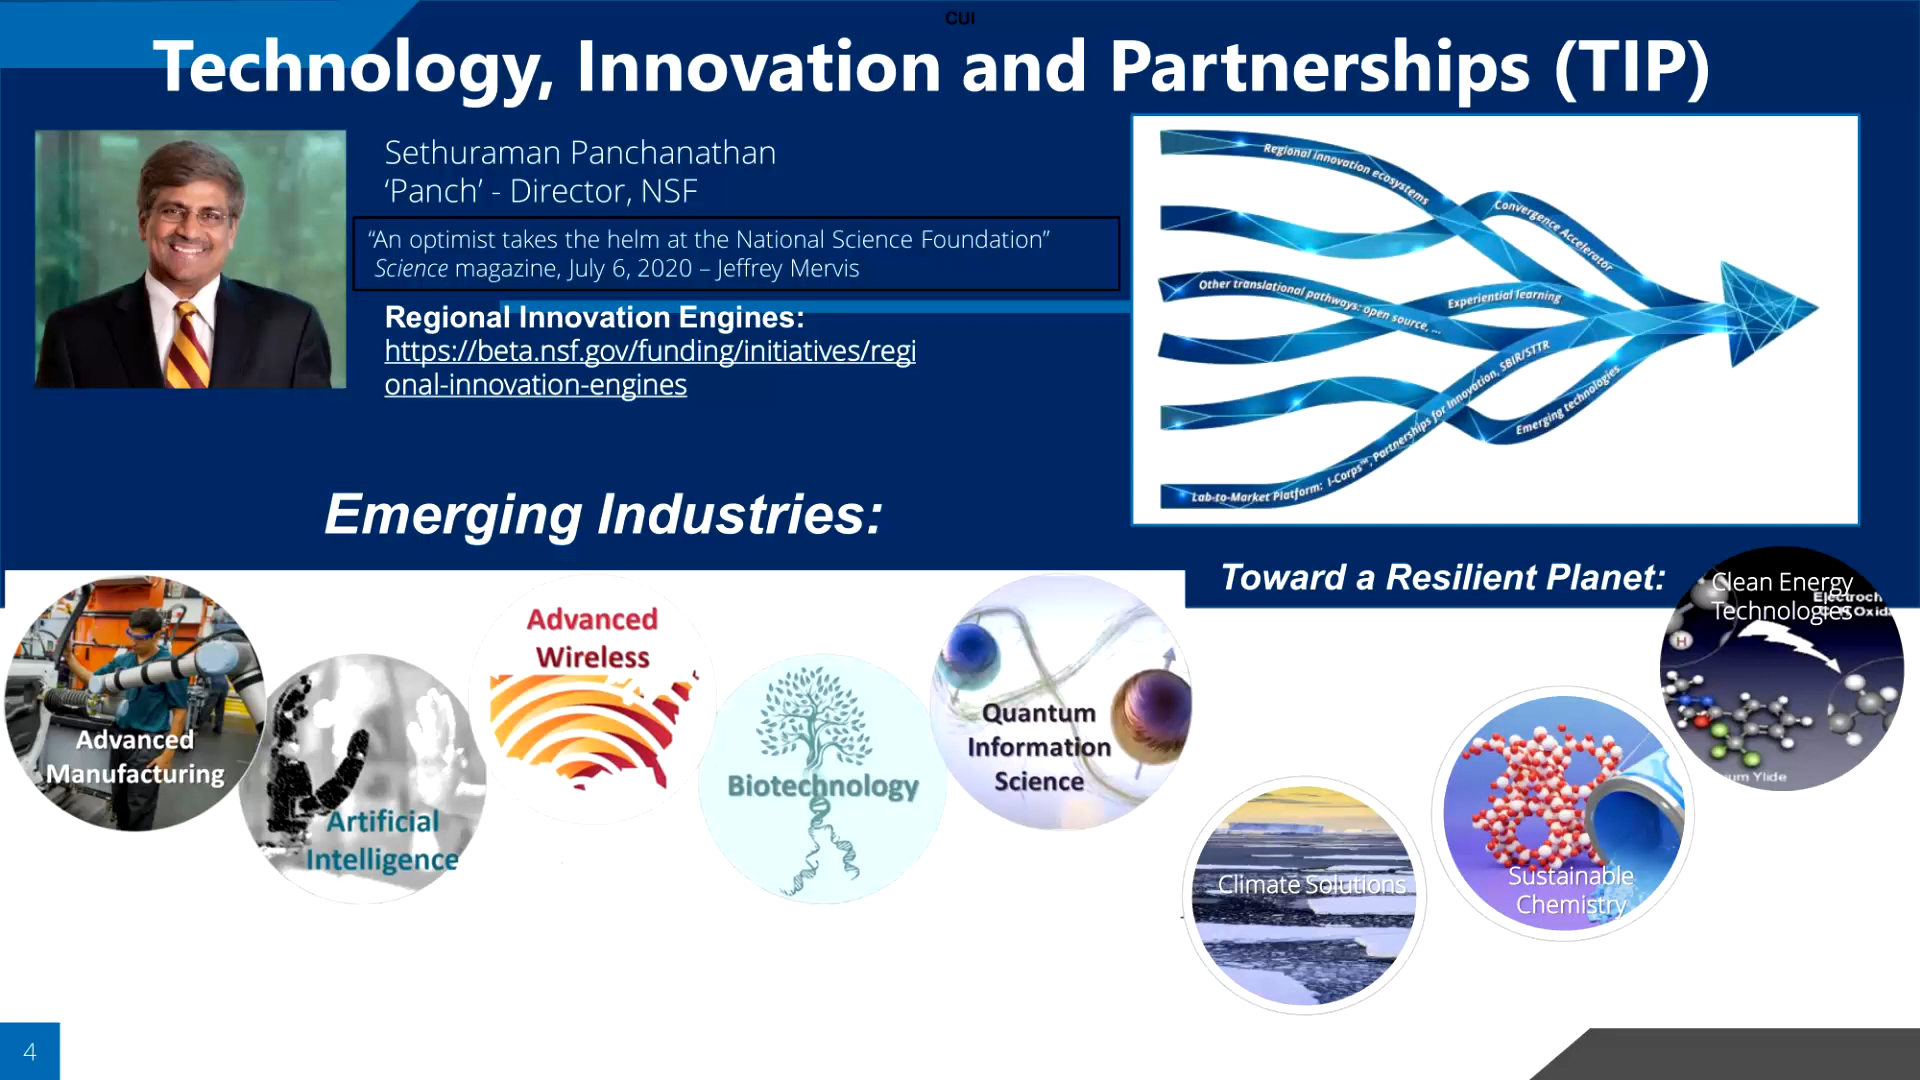 CUI
Technology, Innovation and Partnerships (TIP)
Sethuraman Panchanathan
‘Panch’ - Director, NSF
“An optimist takes the helm at the National Science Foundation”
Science magazine, July 6, 2020 – Jeffrey Mervis
Regional Innovation Engines:
https://beta.nsf.gov/funding/initiatives/regi
onal-innovation-engines
Regional innovation ecosystems
Convergence Accelerator
Other translational pathways: open source, ...
Experiential learning
Lab-to-Market Platform: I-Corps™, Partnerships for Innovation, SBIR/STTR
Emerging technologies
Emerging Industries:
Advanced
Manufacturing
Artificial
Intelligence
Advanced
Wireless
Biotechnology
Quantum
Information
Science
Toward a Resilient Planet:
Climate Solutions
Sustainable
Chemistry
Clean Energy
Technologies
H
um Ylide
4